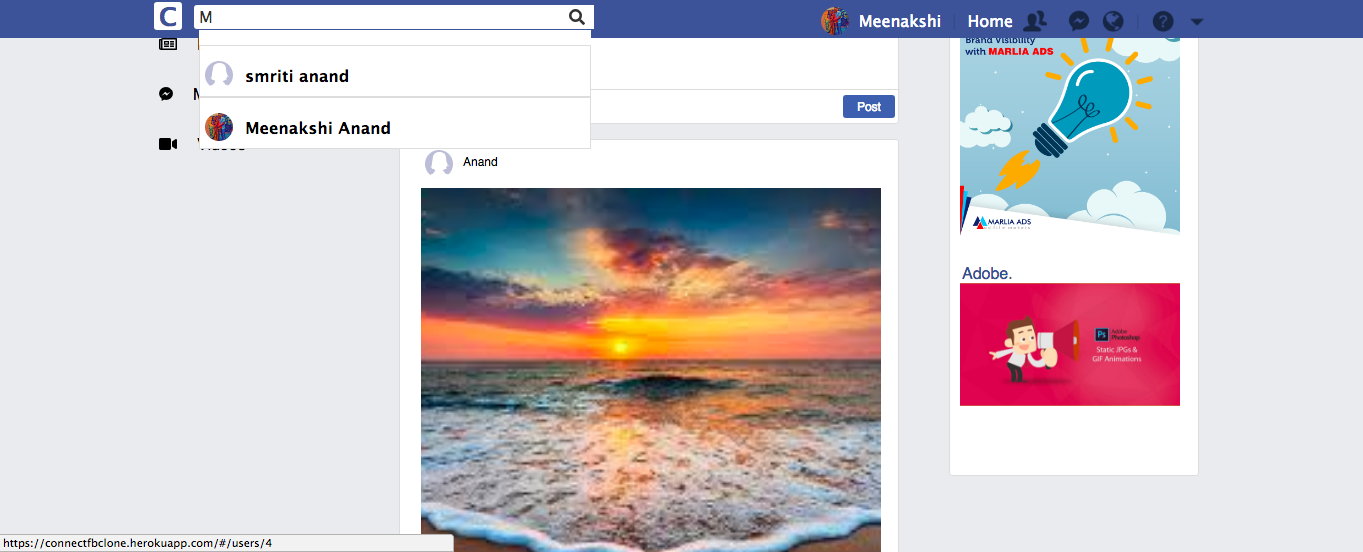 C
M
Meenakshi
Home
smriti anand
Meenakshi Anand
Post
Anand
Brand Visibility
with MARLIA ADS
MARLIA ADS
Adobe.
Ps
Adobe
Photoshop
Static JPGs &
GIF Animations
https://connectfbclone.herokuapp.com/#/users/4